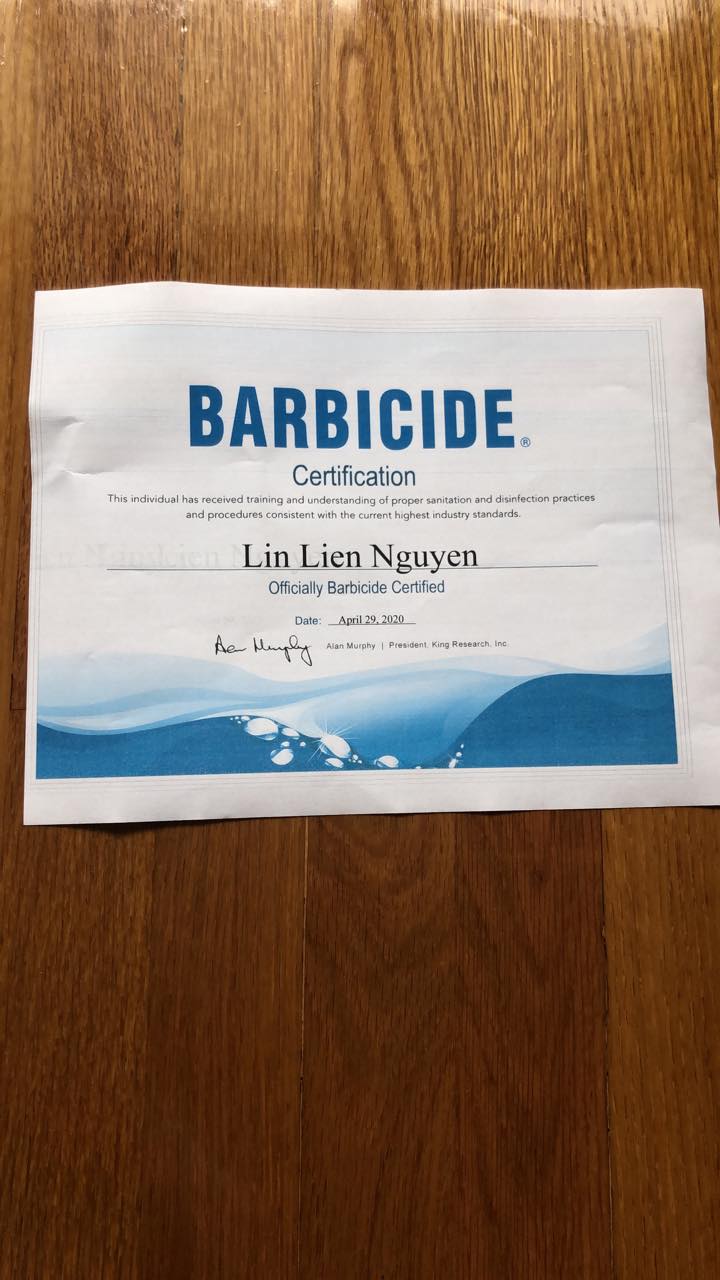 BARBICIDE®
Certification
This individual has received training and understanding of proper sanitation and disinfection practices
and procedures consistent with the current highest industry standards.
Lin Lien Nguyen
Officially Barbicide Certified
Date: April 29, 2020
Alan Murphy | President, King Research, Inc.